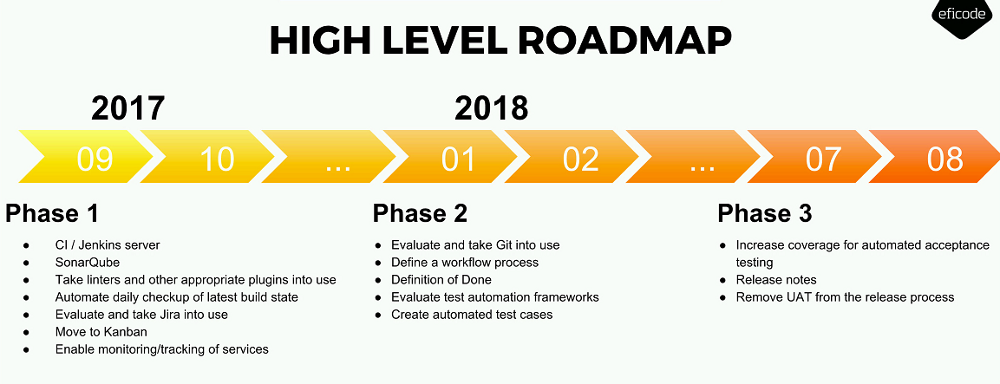 eficode
HIGH LEVEL ROADMAP
2017
2018
09
10
...
01
02
...
07
08
Phase 1
● CI / Jenkins server
● SonarQube
● Take linters and other appropriate plugins into use
● Automate daily checkup of latest build state
● Evaluate and take Jira into use
● Move to Kanban
● Enable monitoring/tracking of services
Phase 2
● Evaluate and take Git into use
● Define a workflow process
● Definition of Done
● Evaluate test automation frameworks
● Create automated test cases
Phase 3
● Increase coverage for automated acceptance
testing
● Release notes
● Remove UAT from the release process